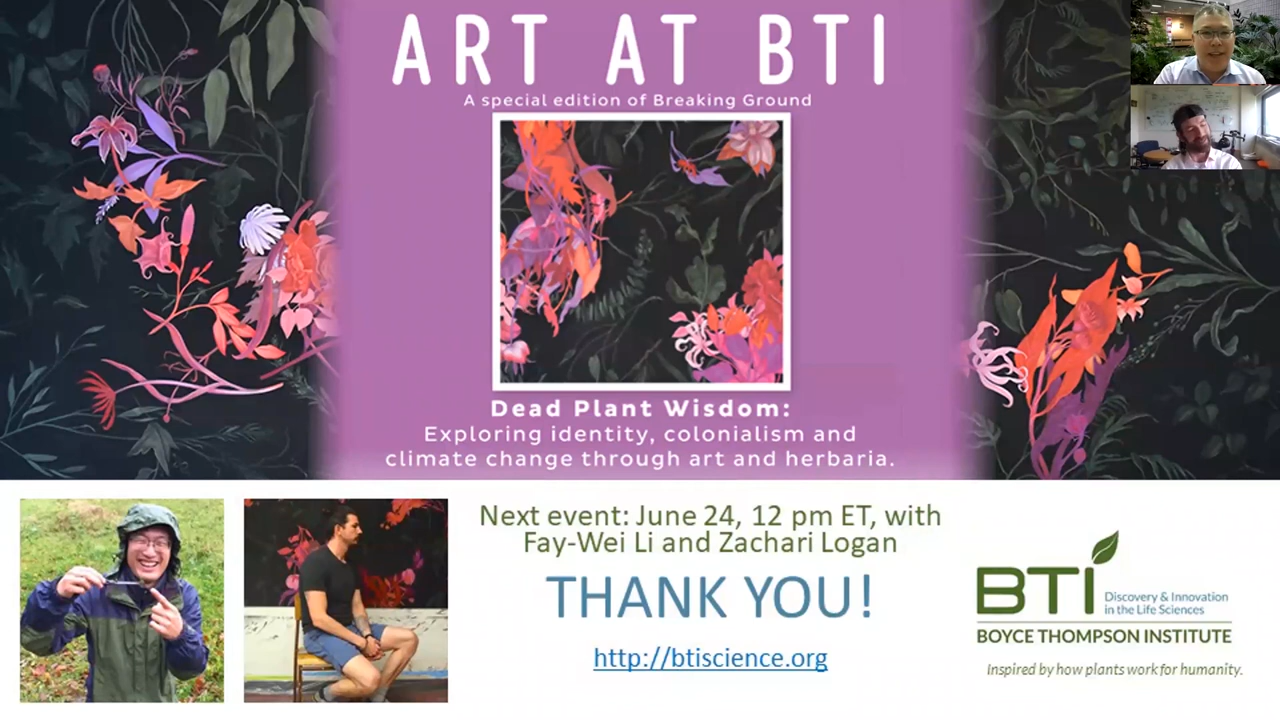 ART AT BTI
A special edition of Breaking Ground
Dead Plant Wisdom:
Exploring identity, colonialism and
climate change through art and herbaria.
Next event: June 24, 12 pm ET, with
Fay-Wei Li and Zachari Logan
THANK YOU!
http://btiscience.org
BTI
Discovery & Innovation
in the Life Sciences
BOYCE THOMPSON INSTITUTE
Inspired by how plants work for humanity.